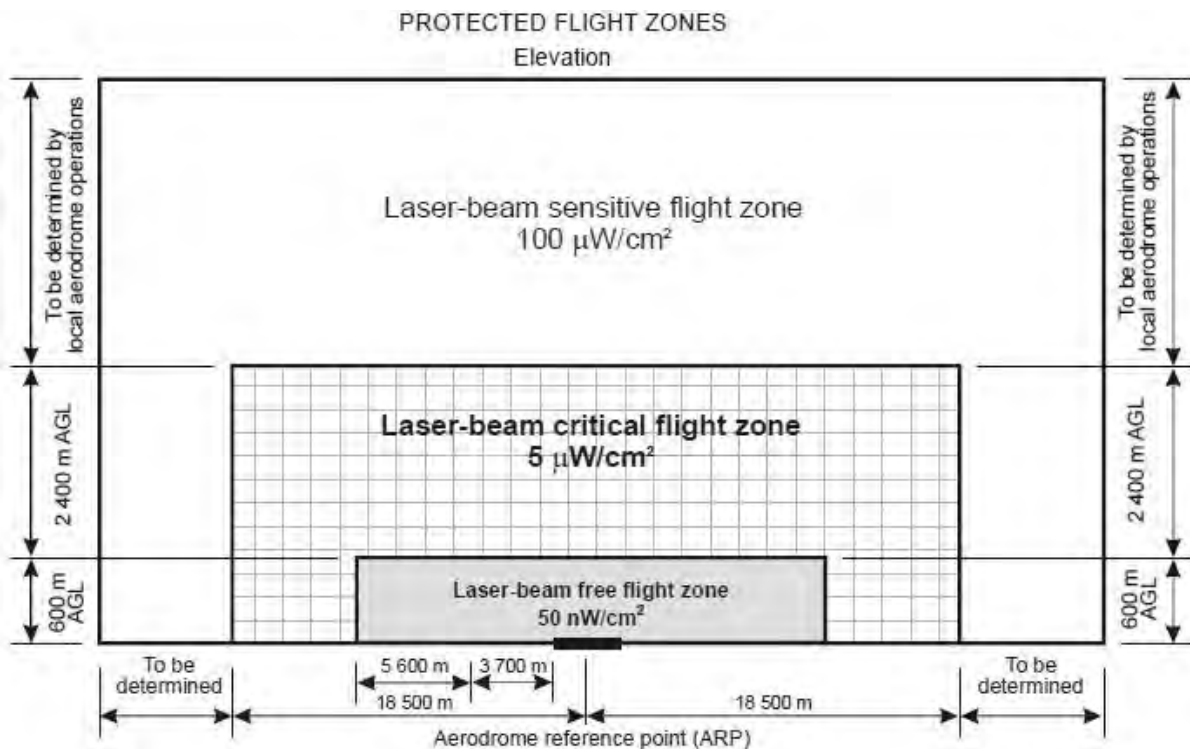 PROTECTED FLIGHT ZONES
Elevation
To be determined by
local aerodrome operations
Laser-beam sensitive flight zone
100 μW/cm²
To be determined by
local aerodrome operations
2 400 m AGL
Laser-beam critical flight zone
5 μW/cm²
2 400 m AGL
600 m
AGL
Laser-beam free flight zone
50 nW/cm²
600 m
AGL
To be
determined
5 600 m
3 700 m
18 500 m
18 500 m
To be
determined
Aerodrome reference point (ARP)